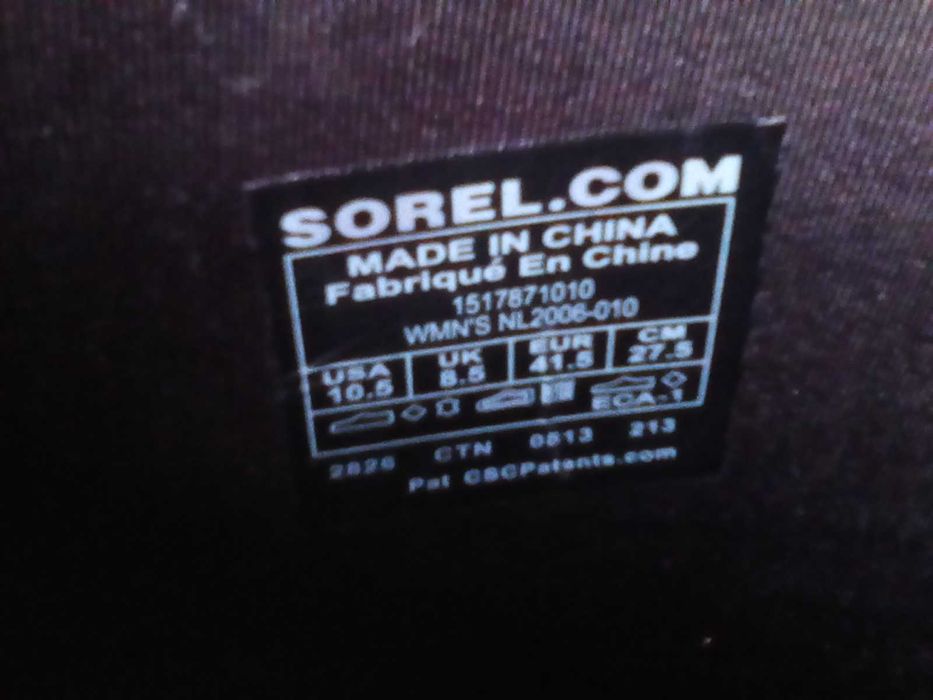 SOREL.COM
MADE IN CHINA
Fabriqué En Chine
1517871010
WMN'S NL2006-010
USA UK EUR CM
10.5 8.5 41.5 27.5
ECA-1
CTN 0813 213
Pat CSCPatents.com